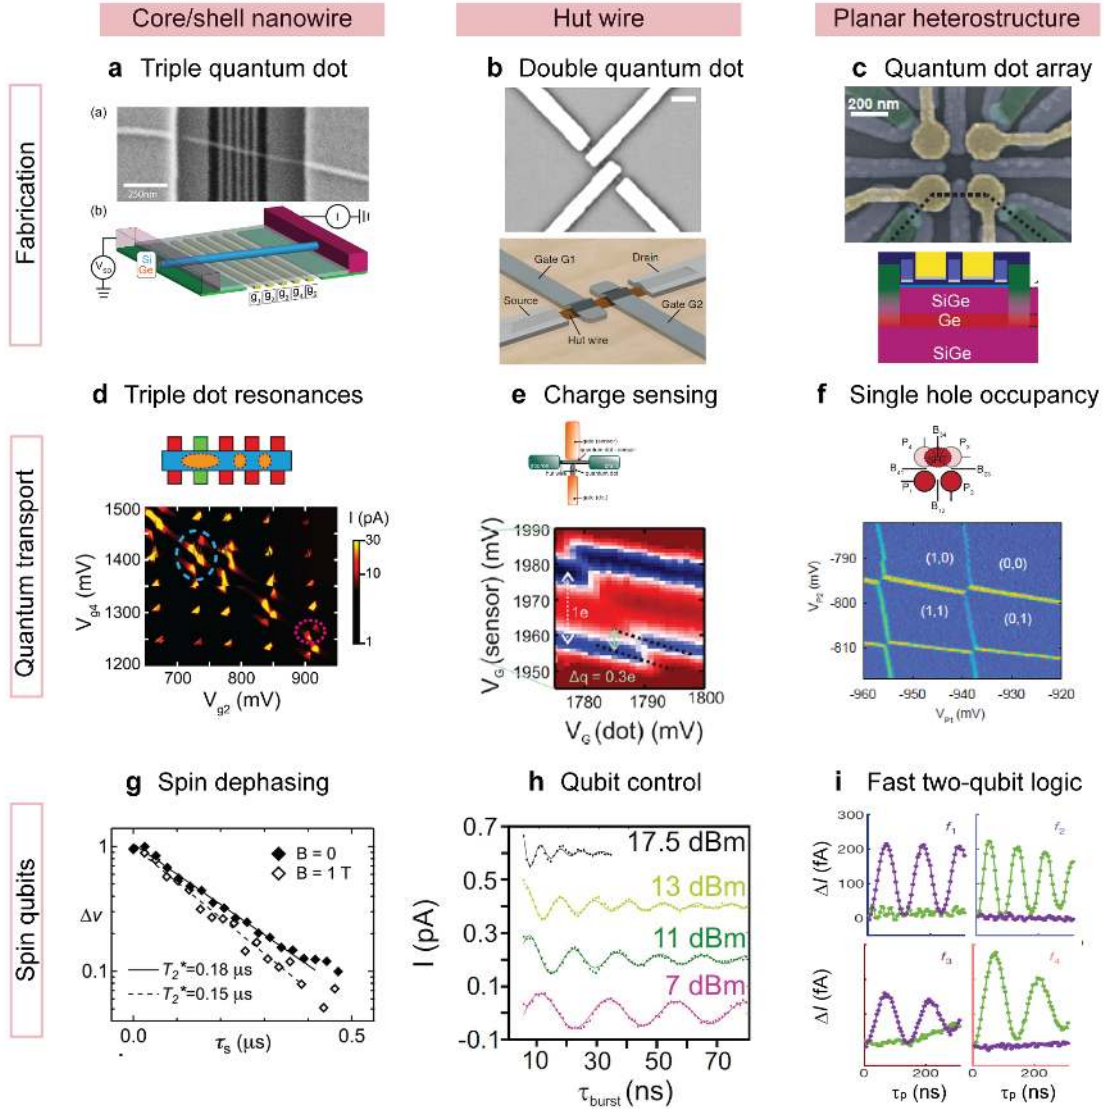 Core/shell nanowire
Hut wire
Planar heterostructure
Fabrication
a Triple quantum dot
b Double quantum dot
c Quantum dot array
(a)
250nm
200 nm
(b)
I
V_SD
Si
Ge
g₁ g₂ g₃ g₄ g₅
Gate G1
Drain
Source
Gate G2
Hut wire
SiGe
Ge
SiGe
Quantum transport
d Triple dot resonances
e Charge sensing
f Single hole occupancy
gate (sensor)
quantum dot - sensor
hut wire
quantum dot
B₃₄
P₄
B₄₁
B₂₃
P₁
P₂
B₁₂
I (pA)
30
10
1
1500
1400
1300
1200
V_g4 (mV)
700
800
900
V_g2 (mV)
1990
1980
1970
1960
1950
V_G (sensor) (mV)
1e
Δq = 0.3e
1780
1790
1800
V_G (dot) (mV)
-790
-800
-810
V_P2 (mV)
(1,0)
(0,0)
(1,1)
(0,1)
-960
-950
-940
-930
-920
V_P1 (mV)
Spin qubits
g Spin dephasing
h Qubit control
i Fast two-qubit logic
1
0.1
Δv
B = 0
B = 1 T
T₂*=0.18 μs
T₂*=0.15 μs
0.0
0.5
τ_s (μs)
0.7
0.5
0.3
0.1
-0.1
I (pA)
17.5 dBm
13 dBm
11 dBm
7 dBm
10
30
50
70
τ_burst (ns)
300
200
100
0
ΔI (fA)
f₁
f₂
ΔI (fA)
f₃
f₄
0
200
0
200
τ_P (ns)
τ_P (ns)